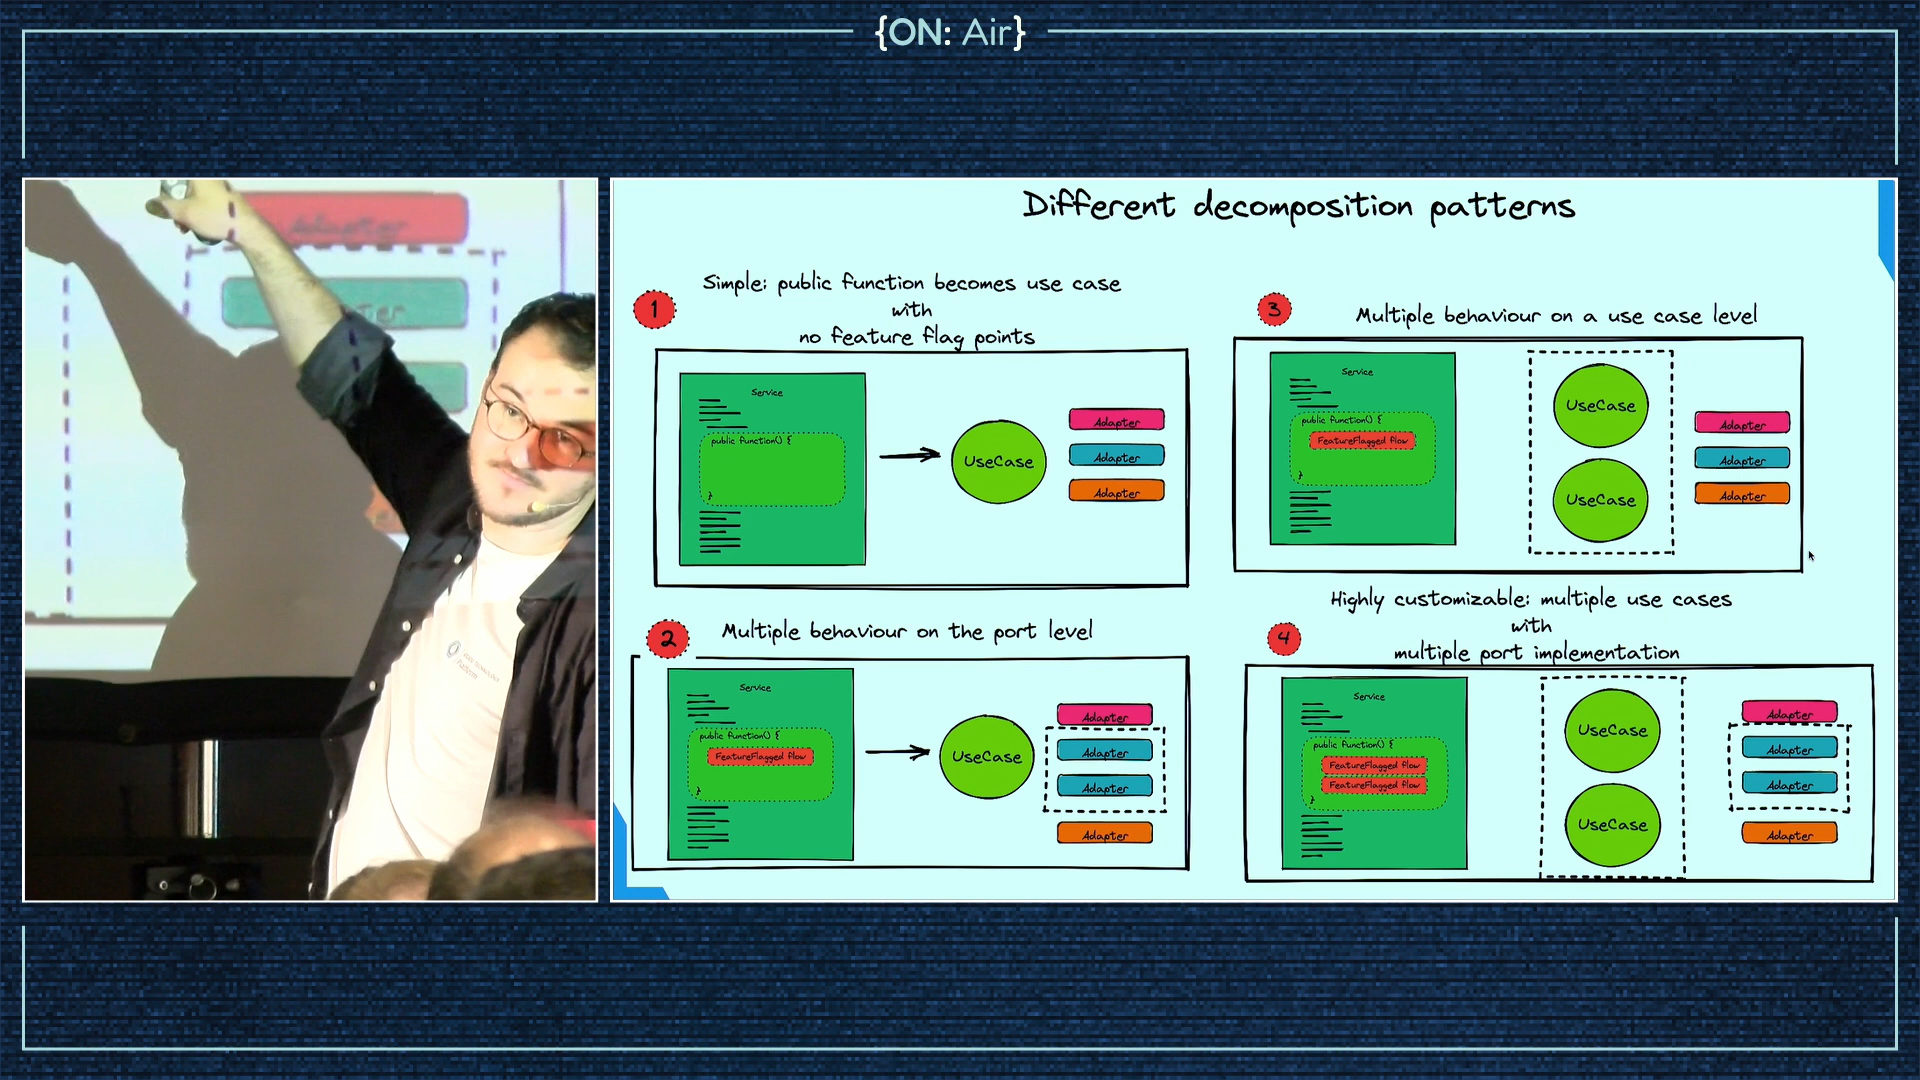 {ON: Air}
Different decomposition patterns
1
Simple: public function becomes use case
with
no feature flag points
Service
public function() {
}
UseCase
Adapter
Adapter
Adapter
2
Multiple behaviour on the port level
Service
public function() {
FeatureFlagged flow
}
UseCase
Adapter
Adapter
Adapter
Adapter
3
Multiple behaviour on a use case level
Service
public function() {
FeatureFlagged flow
}
UseCase
UseCase
Adapter
Adapter
Adapter
4
Highly customizable: multiple use cases
with
multiple port implementation
Service
public function() {
FeatureFlagged flow
FeatureFlagged flow
}
UseCase
UseCase
Adapter
Adapter
Adapter
Adapter
Adapter